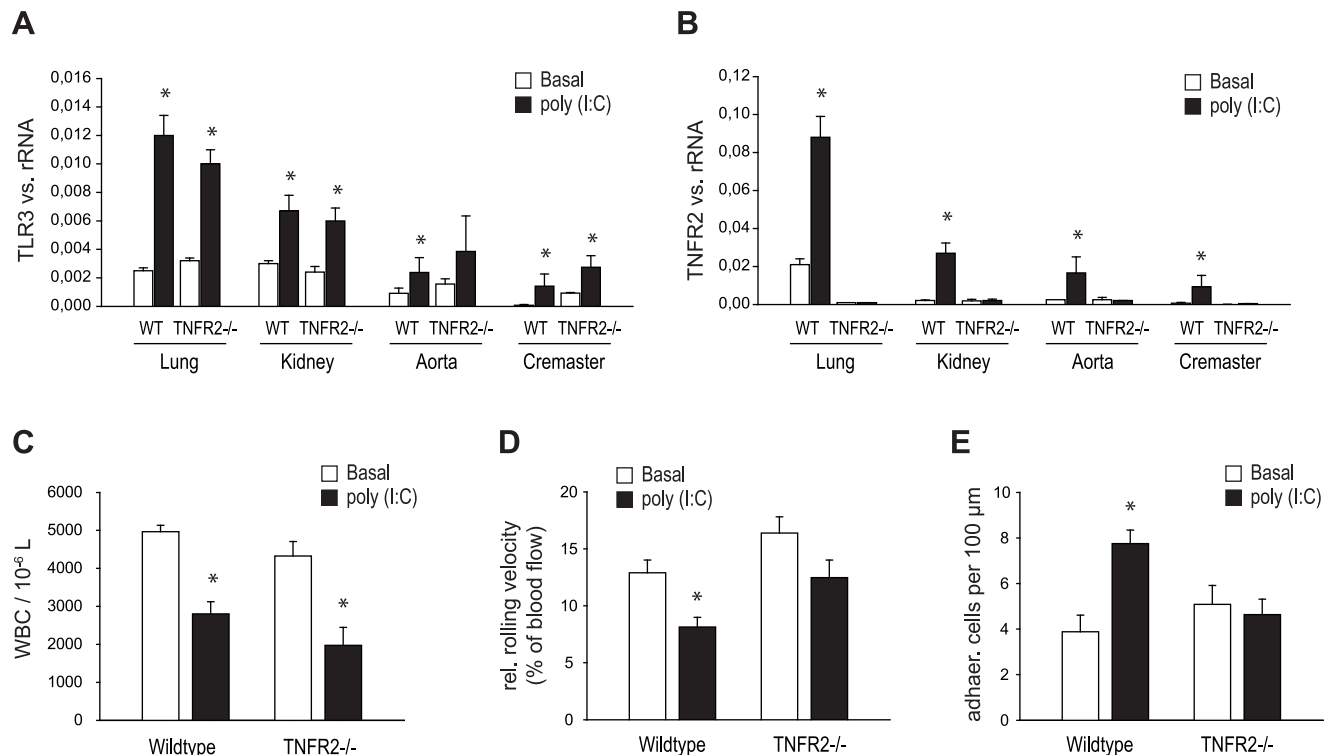 A
TLR3 vs. rRNA
0,016
0,014
0,012
0,010
0,008
0,006
0,004
0,002
0,000
Basal
poly (I:C)
* * * * * * *
WT TNFR2-/- WT TNFR2-/- WT TNFR2-/- WT TNFR2-/-
Lung Kidney Aorta Cremaster
B
TNFR2 vs. rRNA
0,12
0,08
0,06
0,04
0,02
0,00
Basal
poly (I:C)
* * * *
WT TNFR2-/- WT TNFR2-/- WT TNFR2-/- WT TNFR2-/-
Lung Kidney Aorta Cremaster
C
WBC / 10-6 L
6000
5000
4000
3000
2000
1000
0000
Basal
poly (I:C)
* *
Wildtype TNFR2-/-
D
rel. rolling velocity
(% of blood flow)
20
15
10
5
0
Basal
poly (I:C)
*
Wildtype TNFR2-/-
E
adhaer. cells per 100 µm
10
8
6
4
2
0
Basal
poly (I:C)
*
Wildtype TNFR2-/-